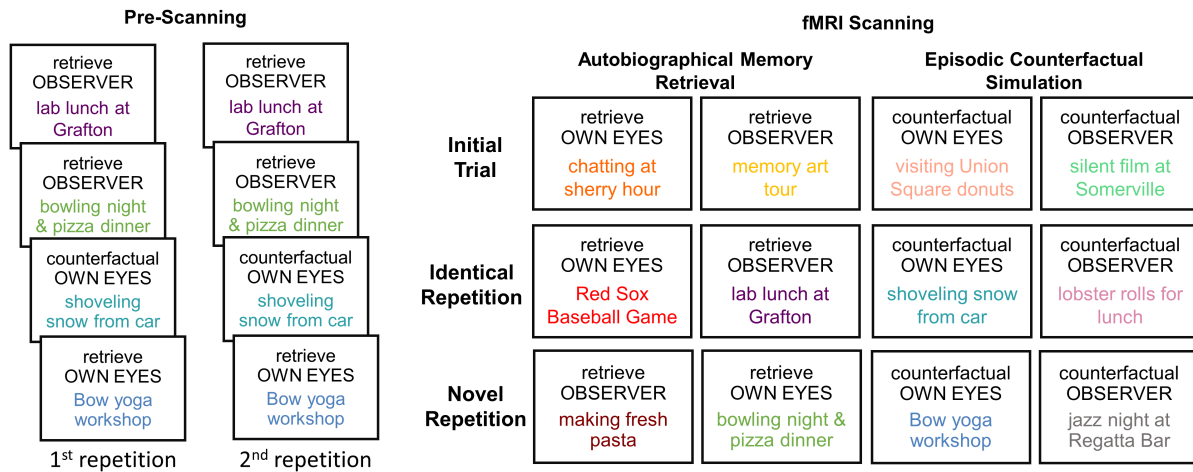 Pre-Scanning
retrieve
OBSERVER
lab lunch at
Grafton
retrieve
OBSERVER
bowling night
& pizza dinner
counterfactual
OWN EYES
shoveling
snow from car
retrieve
OWN EYES
Bow yoga
workshop
1st repetition
retrieve
OBSERVER
lab lunch at
Grafton
retrieve
OBSERVER
bowling night
& pizza dinner
counterfactual
OWN EYES
shoveling
snow from car
retrieve
OWN EYES
Bow yoga
workshop
2nd repetition
fMRI Scanning
Autobiographical Memory
Retrieval
Episodic Counterfactual
Simulation
Initial
Trial
retrieve
OWN EYES
chatting at
sherry hour
retrieve
OBSERVER
memory art
tour
counterfactual
OWN EYES
visiting Union
Square donuts
counterfactual
OBSERVER
silent film at
Somerville
Identical
Repetition
retrieve
OWN EYES
Red Sox
Baseball Game
retrieve
OBSERVER
lab lunch at
Grafton
counterfactual
OWN EYES
shoveling snow
from car
counterfactual
OBSERVER
lobster rolls for
lunch
Novel
Repetition
retrieve
OBSERVER
making fresh
pasta
retrieve
OWN EYES
bowling night &
pizza dinner
counterfactual
OWN EYES
Bow yoga
workshop
counterfactual
OBSERVER
jazz night at
Regatta Bar